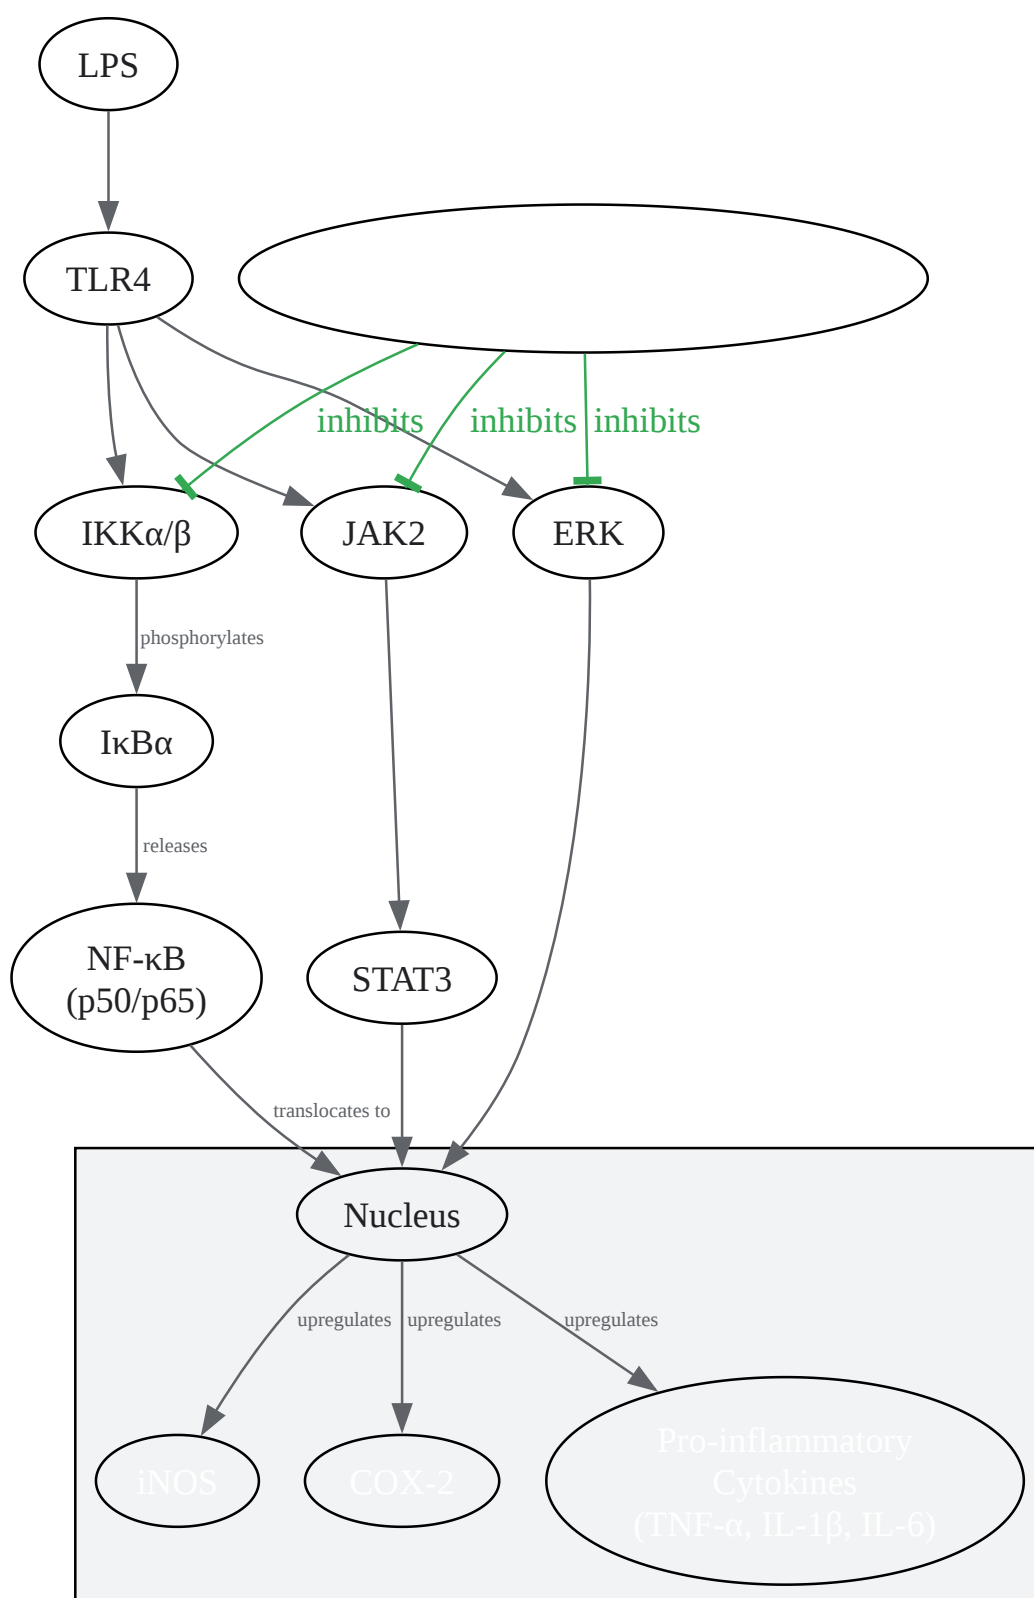 LPS
TLR4
inhibits
inhibits
inhibits
IKKα/β
JAK2
ERK
phosphorylates
IκBα
releases
NF-κB
(p50/p65)
STAT3
translocates to
Nucleus
upregulates
upregulates
upregulates
iNOS
COX-2
Pro-inflammatory
Cytokines
(TNF-α, IL-1β, IL-6)